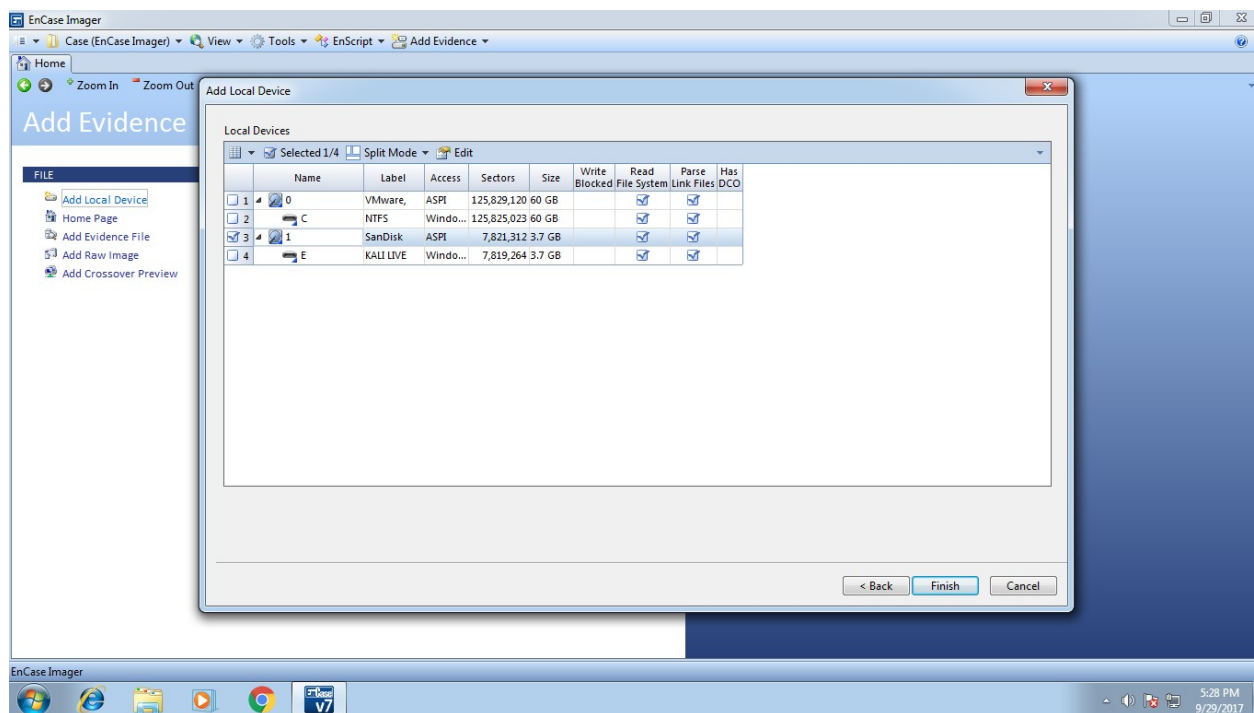 EnCase Imager
Case (EnCase Imager) View Tools EnScript Add Evidence
Home
Zoom In Zoom Out
Add Evidence
FILE
Add Local Device
Home Page
Add Evidence File
Add Raw Image
Add Crossover Preview
Add Local Device
Local Devices
Selected 1/4 Split Mode Edit
Name Label Access Sectors Size Write Blocked Read File System Parse Link Files Has DCO
1 0 VMware, ASPI 125,829,120 60 GB
2 C NTFS Windo... 125,825,023 60 GB
3 1 SanDisk ASPI 7,821,312 3.7 GB
4 E KALI LIVE Windo... 7,819,264 3.7 GB
< Back Finish Cancel
EnCase Imager
EnCase v7
5:28 PM
9/29/2017